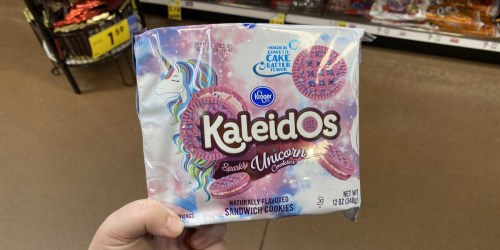 1.59
MAGICAL
CONFETTI
CAKE
BATTER
FLAVOR
Kroger
KaleidOs
Sparkly Unicorn
Cookies
NATURALLY FLAVORED
SANDWICH COOKIES
NET WT
12 OZ (340g)